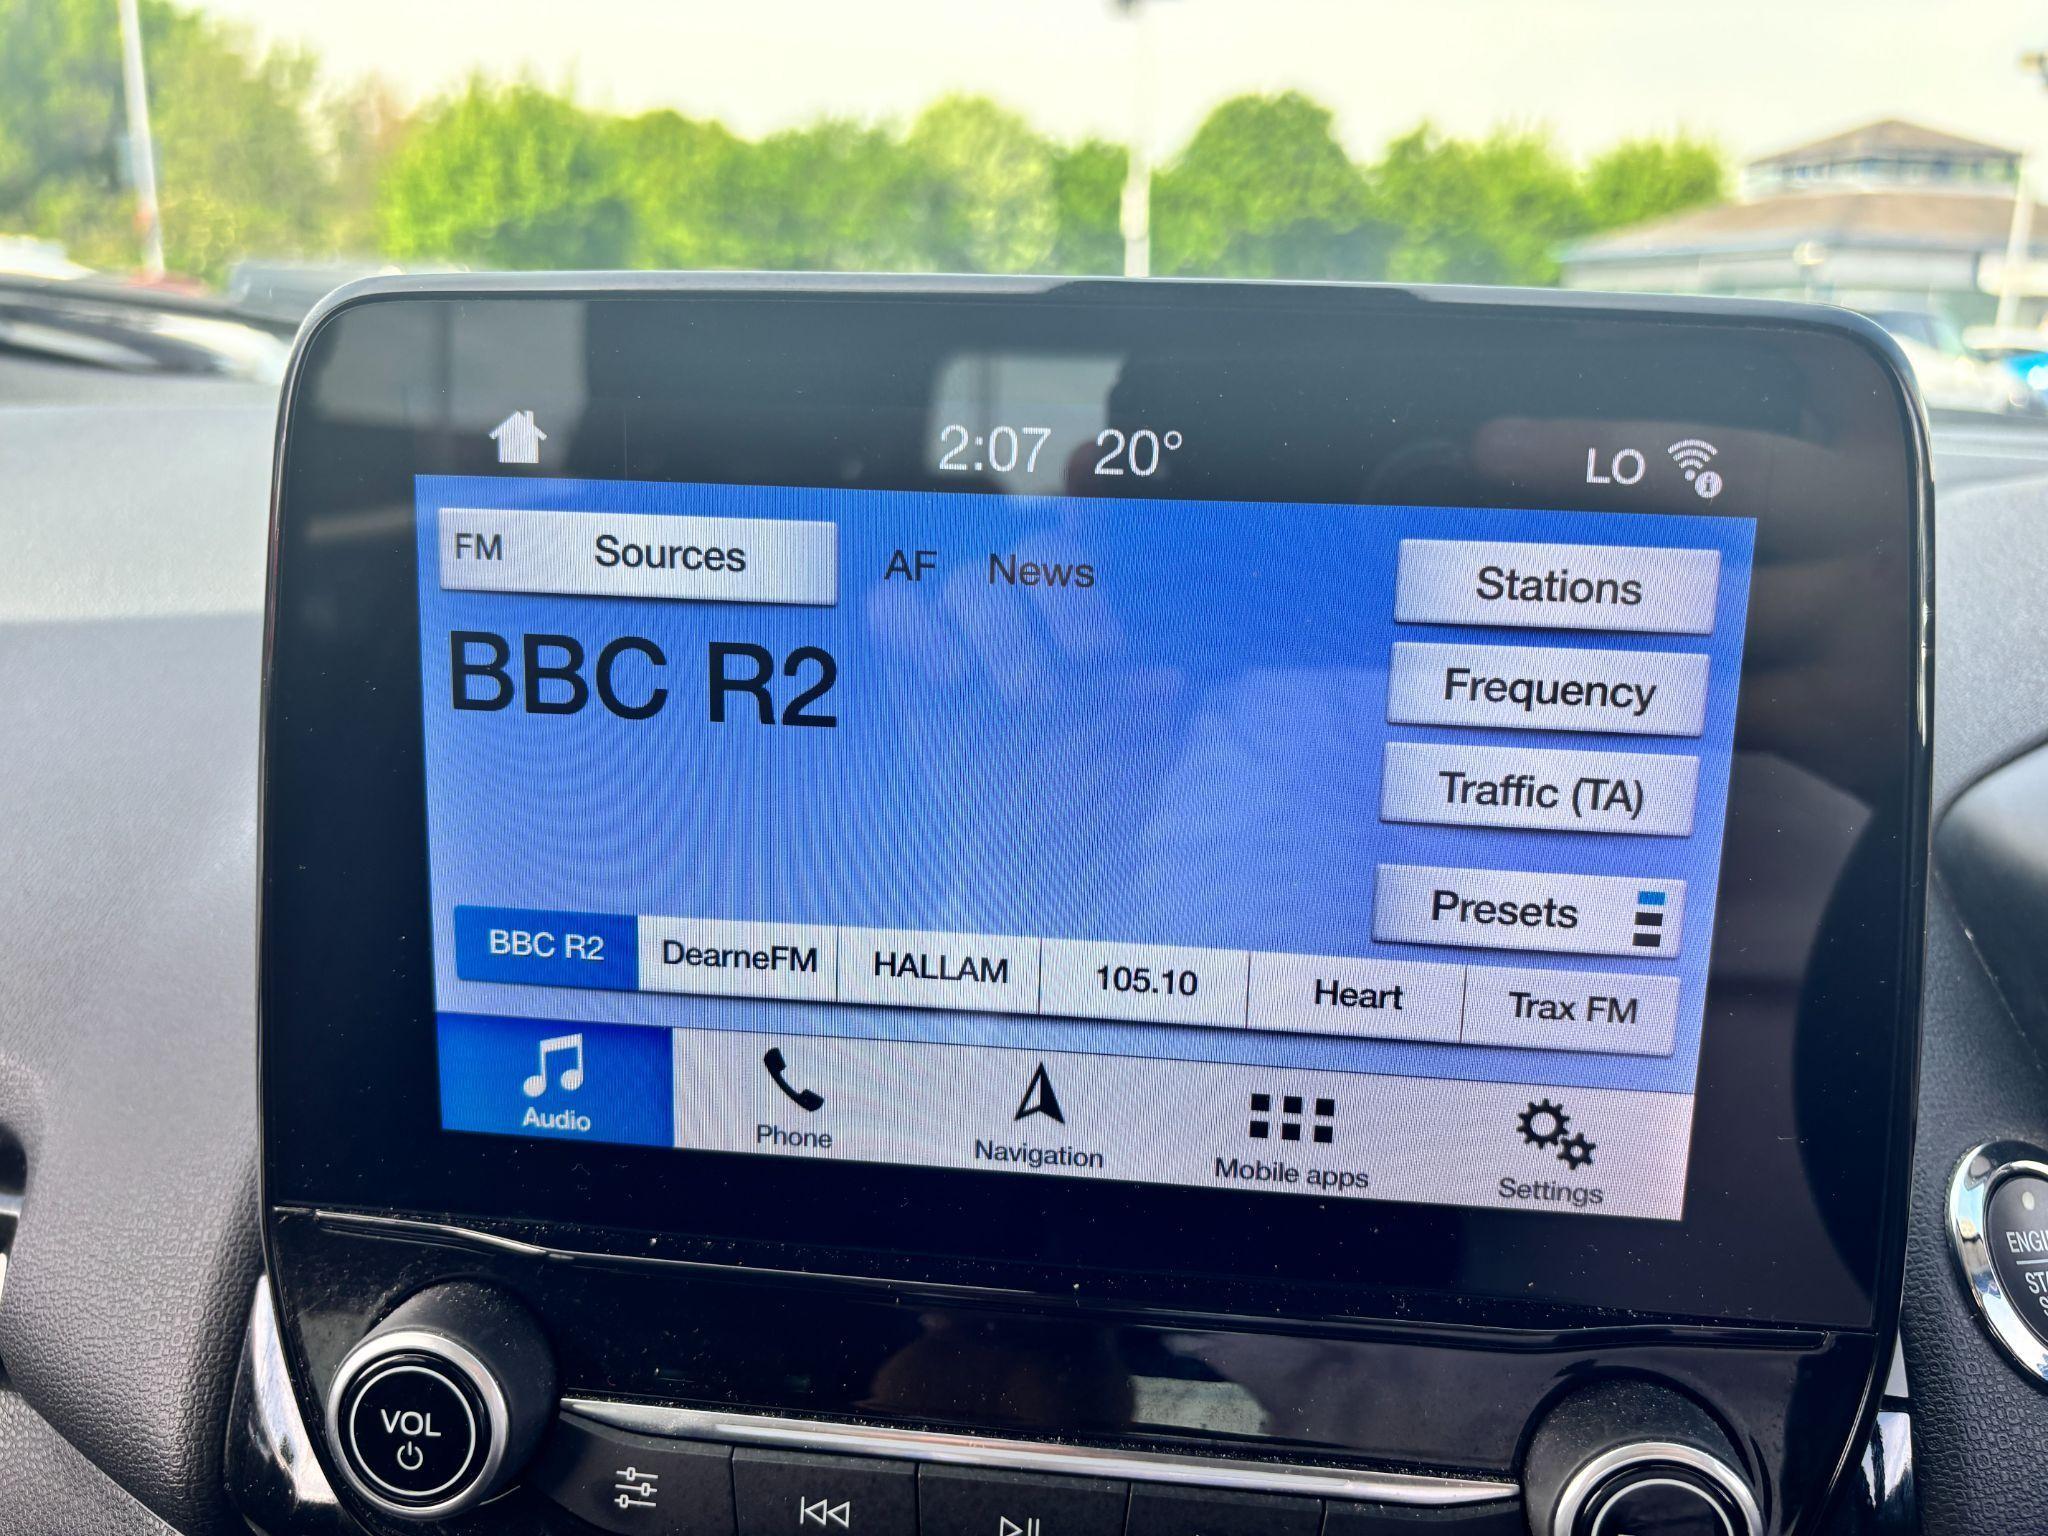 2:07 20° LO
FM Sources AF News Stations
BBC R2
Frequency
Traffic (TA)
Presets
BBC R2 DearneFM HALLAM 105.10 Heart Trax FM
Audio Phone Navigation Mobile apps Settings
VOL